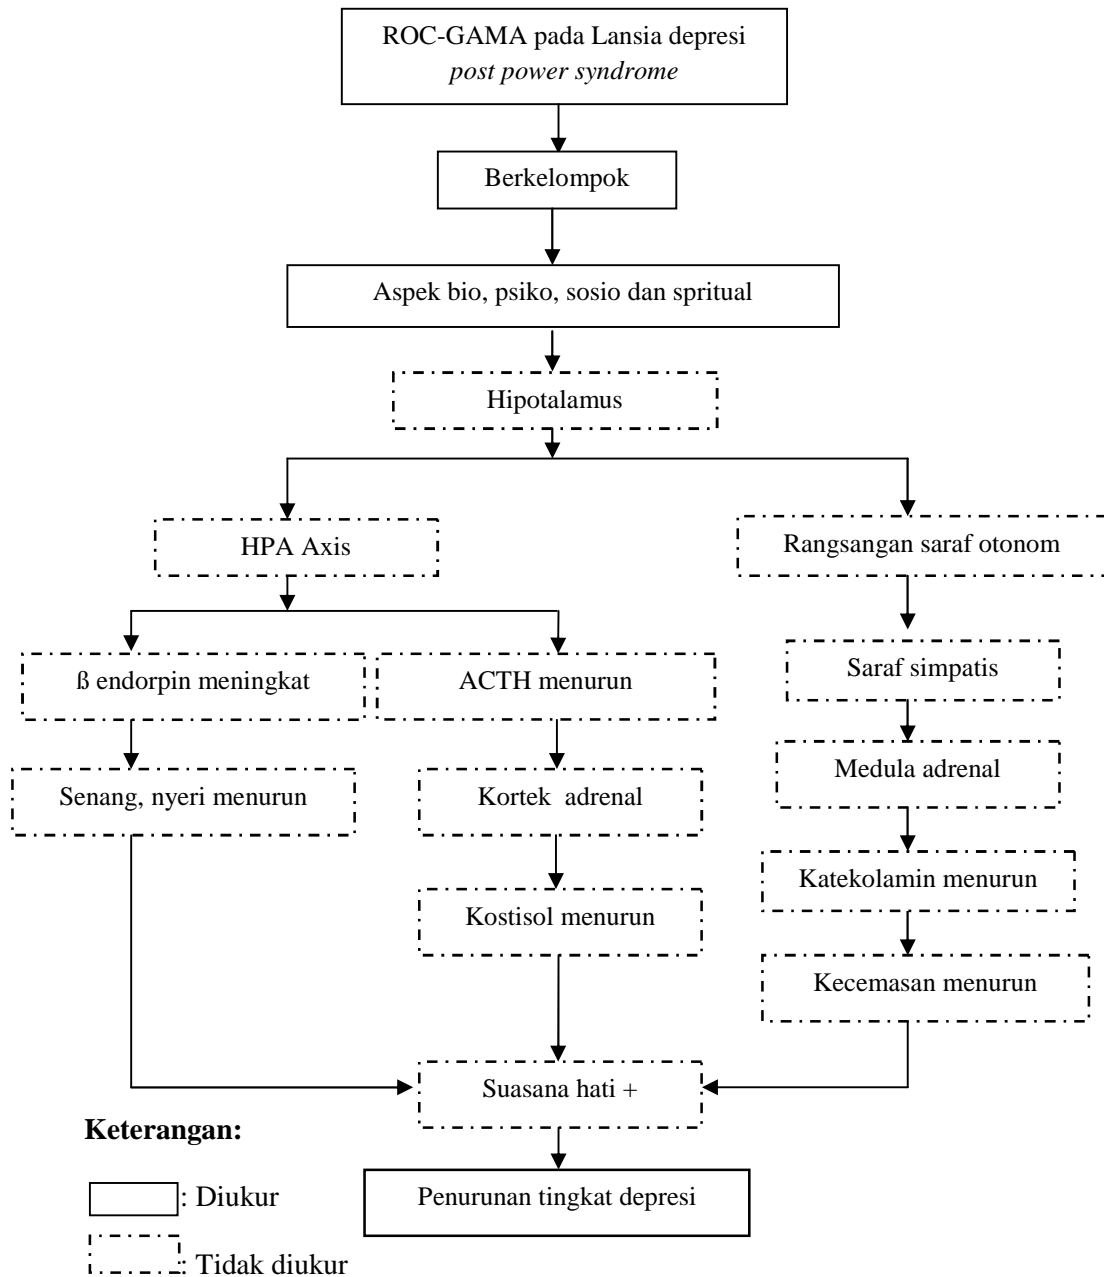 ROC-GAMA pada Lansia depresi
post power syndrome
Berkelompok
Aspek bio, psiko, sosio dan spritual
Hipotalamus
HPA Axis
Rangsangan saraf otonom
ß endorpin meningkat
ACTH menurun
Saraf simpatis
Senang, nyeri menurun
Kortek adrenal
Medula adrenal
Kostisol menurun
Katekolamin menurun
Kecemasan menurun
Suasana hati +
Penurunan tingkat depresi
Keterangan:
: Diukur
: Tidak diukur